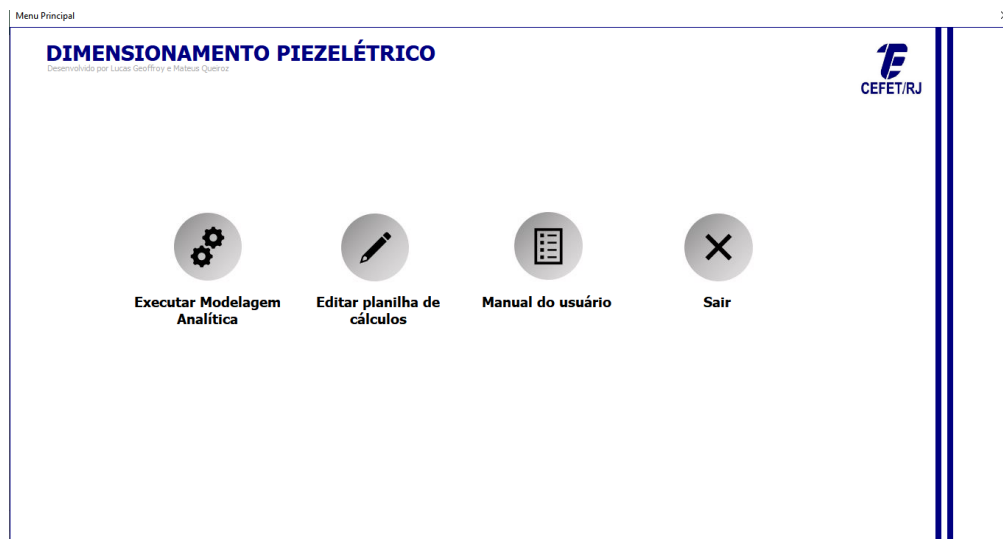 Menu Principal
DIMENSIONAMENTO PIEZELÉTRICO
Desenvolvido por Lucas Geoffroy e Mateus Queiroz
CEFET/RJ
Executar Modelagem
Analítica
Editar planilha de
cálculos
Manual do usuário
Sair